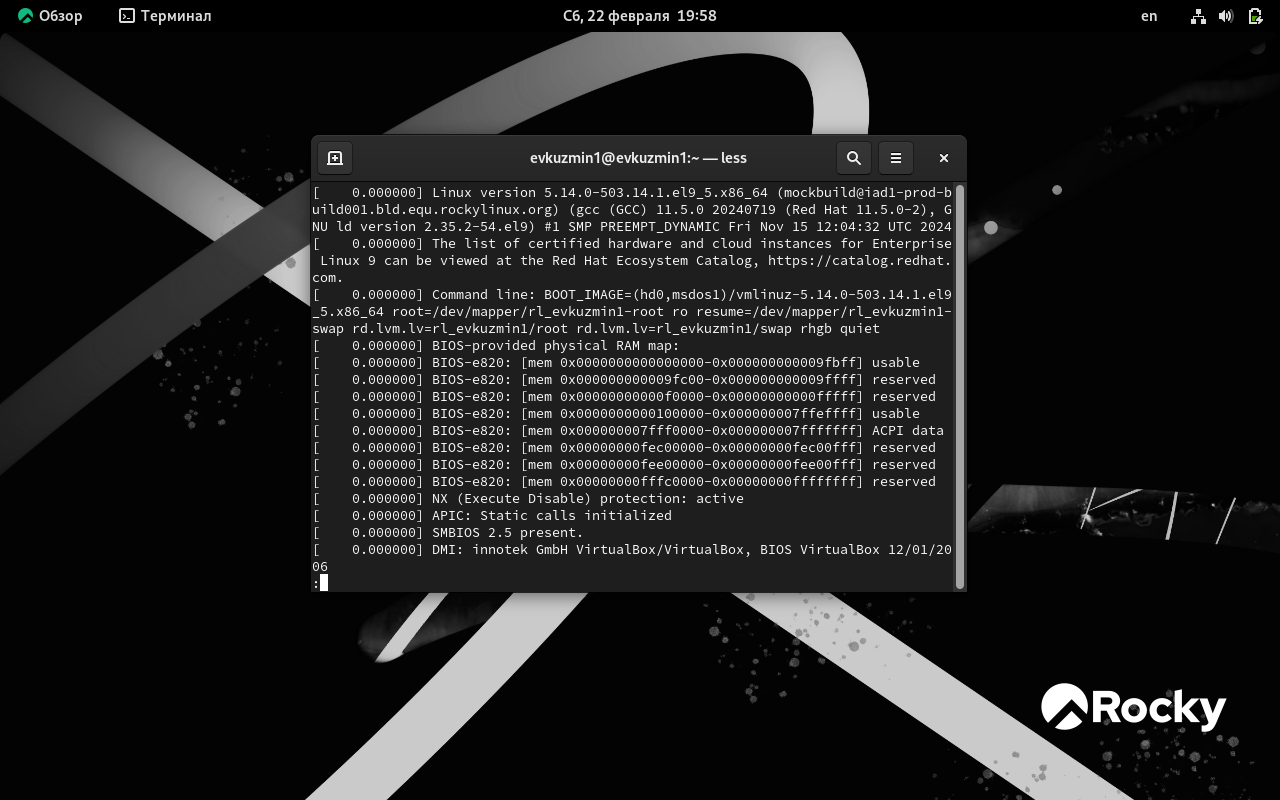 Обзор Терминал Сб, 22 февраля 19:58 en
evkuzmin1@evkuzmin1:~ — less
[    0.000000] Linux version 5.14.0-503.14.1.el9_5.x86_64 (mockbuild@iad1-prod-b
uild001.bld.equ.rockylinux.org) (gcc (GCC) 11.5.0 20240719 (Red Hat 11.5.0-2), G
NU ld version 2.35.2-54.el9) #1 SMP PREEMPT_DYNAMIC Fri Nov 15 12:04:32 UTC 2024
[    0.000000] The list of certified hardware and cloud instances for Enterprise
 Linux 9 can be viewed at the Red Hat Ecosystem Catalog, https://catalog.redhat.
com.
[    0.000000] Command line: BOOT_IMAGE=(hd0,msdos1)/vmlinuz-5.14.0-503.14.1.el9
_5.x86_64 root=/dev/mapper/rl_evkuzmin1-root ro resume=/dev/mapper/rl_evkuzmin1-
swap rd.lvm.lv=rl_evkuzmin1/root rd.lvm.lv=rl_evkuzmin1/swap rhgb quiet
[    0.000000] BIOS-provided physical RAM map:
[    0.000000] BIOS-e820: [mem 0x0000000000000000-0x000000000009fbff] usable
[    0.000000] BIOS-e820: [mem 0x000000000009fc00-0x000000000009ffff] reserved
[    0.000000] BIOS-e820: [mem 0x00000000000f0000-0x00000000000fffff] reserved
[    0.000000] BIOS-e820: [mem 0x0000000000100000-0x000000007ffeffff] usable
[    0.000000] BIOS-e820: [mem 0x000000007fff0000-0x000000007fffffff] ACPI data
[    0.000000] BIOS-e820: [mem 0x00000000fec00000-0x00000000fec00fff] reserved
[    0.000000] BIOS-e820: [mem 0x00000000fee00000-0x00000000fee00fff] reserved
[    0.000000] BIOS-e820: [mem 0x00000000fffc0000-0x00000000ffffffff] reserved
[    0.000000] NX (Execute Disable) protection: active
[    0.000000] APIC: Static calls initialized
[    0.000000] SMBIOS 2.5 present.
[    0.000000] DMI: innotek GmbH VirtualBox/VirtualBox, BIOS VirtualBox 12/01/20
06
:
Rocky